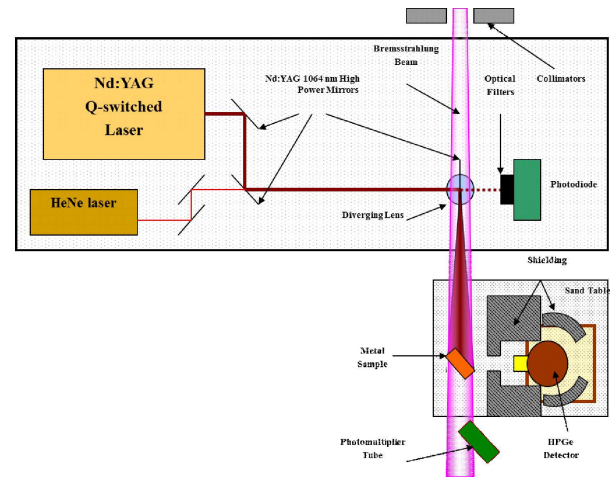 Bremsstrahlung
Beam
Nd:YAG 1064 nm High
Power Mirrors
Optical
Filters
Collimators
Nd:YAG
Q-switched
Laser
HeNe laser
Photodiode
Diverging Lens
Shielding
Sand Table
Metal
Sample
Photomultiplier
Tube
HPGe
Detector